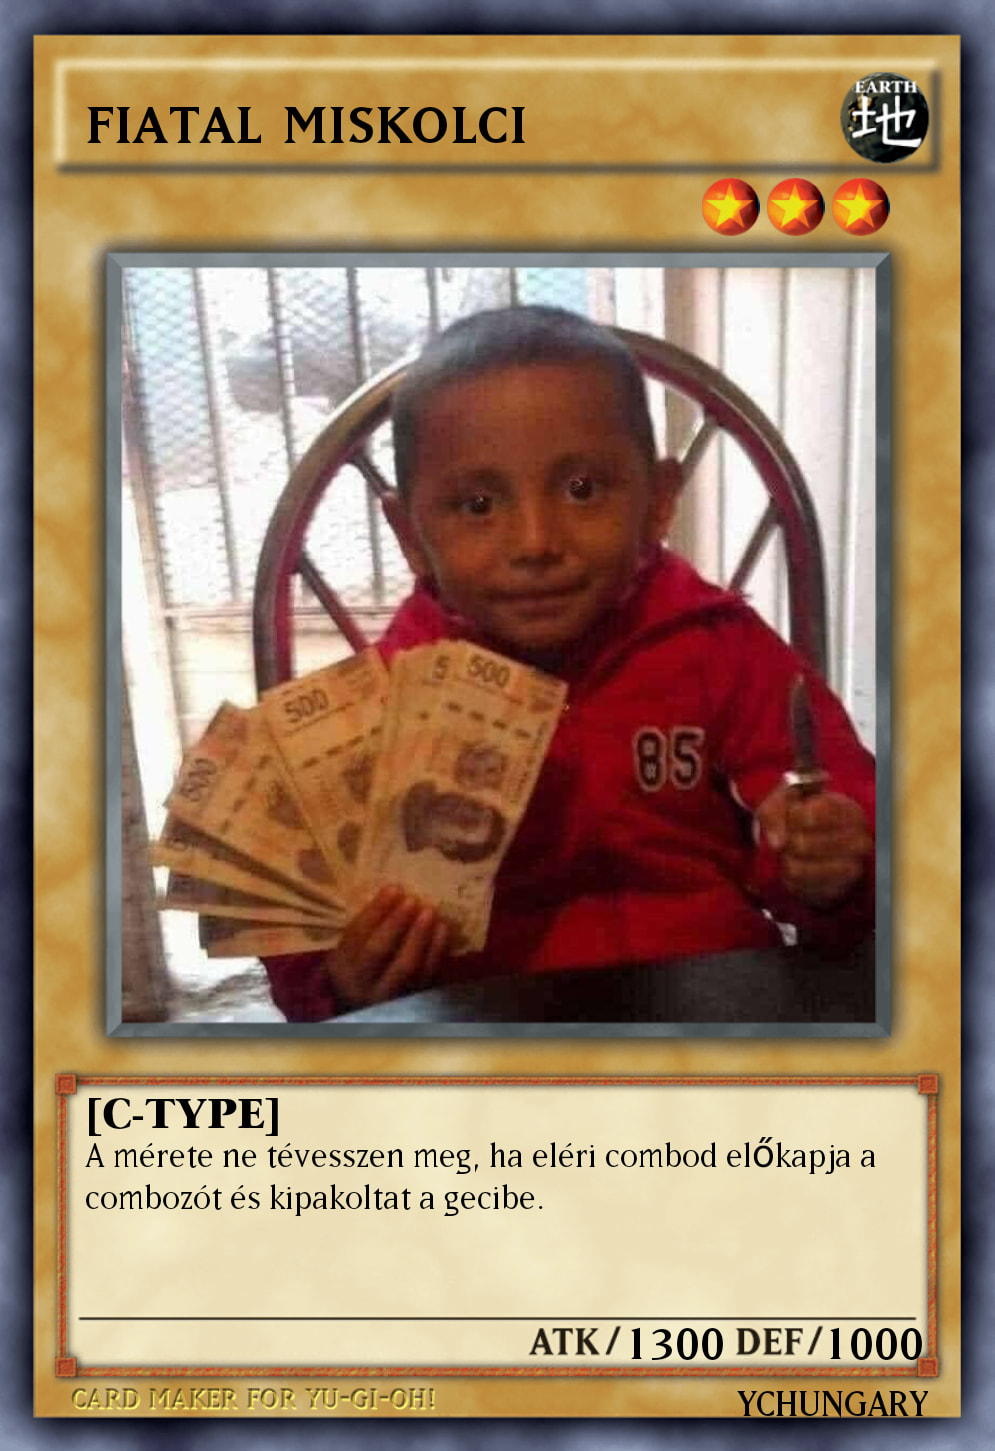 FIATAL MISKOLCI
EARTH
地
500
5 500
500
85
[C-TYPE]
A mérete ne tévesszen meg, ha eléri combod előkapja a
combozót és kipakoltat a gecibe.
ATK/1300 DEF/1000
CARD MAKER FOR YU-GI-OH!
YCHUNGARY